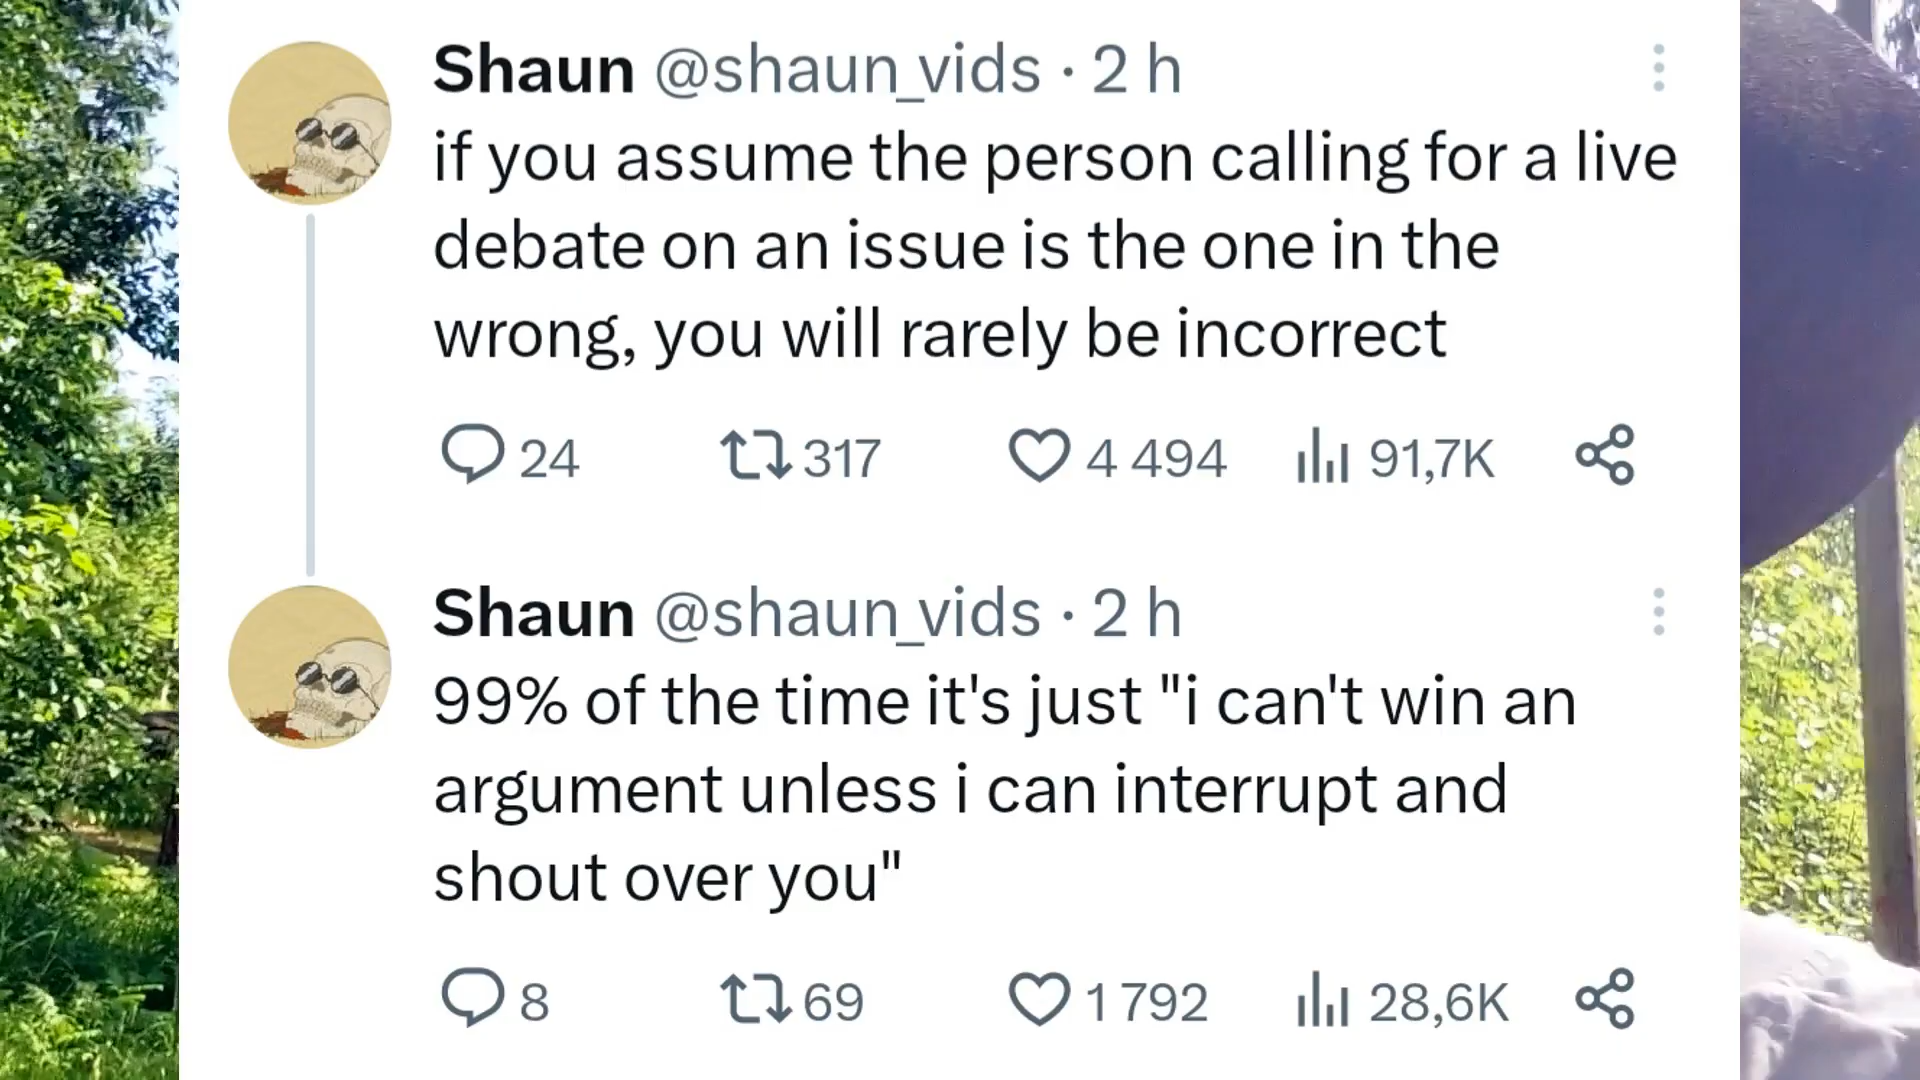 Shaun @shaun_vids · 2 h
if you assume the person calling for a live
debate on an issue is the one in the
wrong, you will rarely be incorrect
24 317 4 494 91,7K
Shaun @shaun_vids · 2 h
99% of the time it's just "i can't win an
argument unless i can interrupt and
shout over you"
8 69 1 792 28,6K